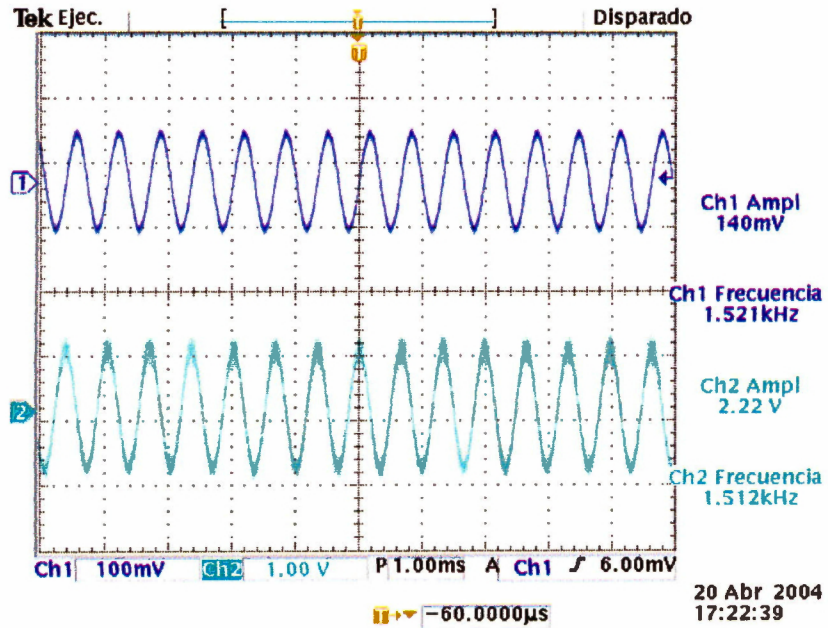 Tek Ejec.
Disparado
T
T
1
Ch1 Ampl
140mV
Ch1 Frecuencia
1.521kHz
Ch2 Ampl
2.22 V
2
Ch2 Frecuencia
1.512kHz
Ch1 100mV Ch2 1.00 V P 1.00ms A Ch1 ʃ 6.00mV
T -60.0000µs
20 Abr 2004
17:22:39